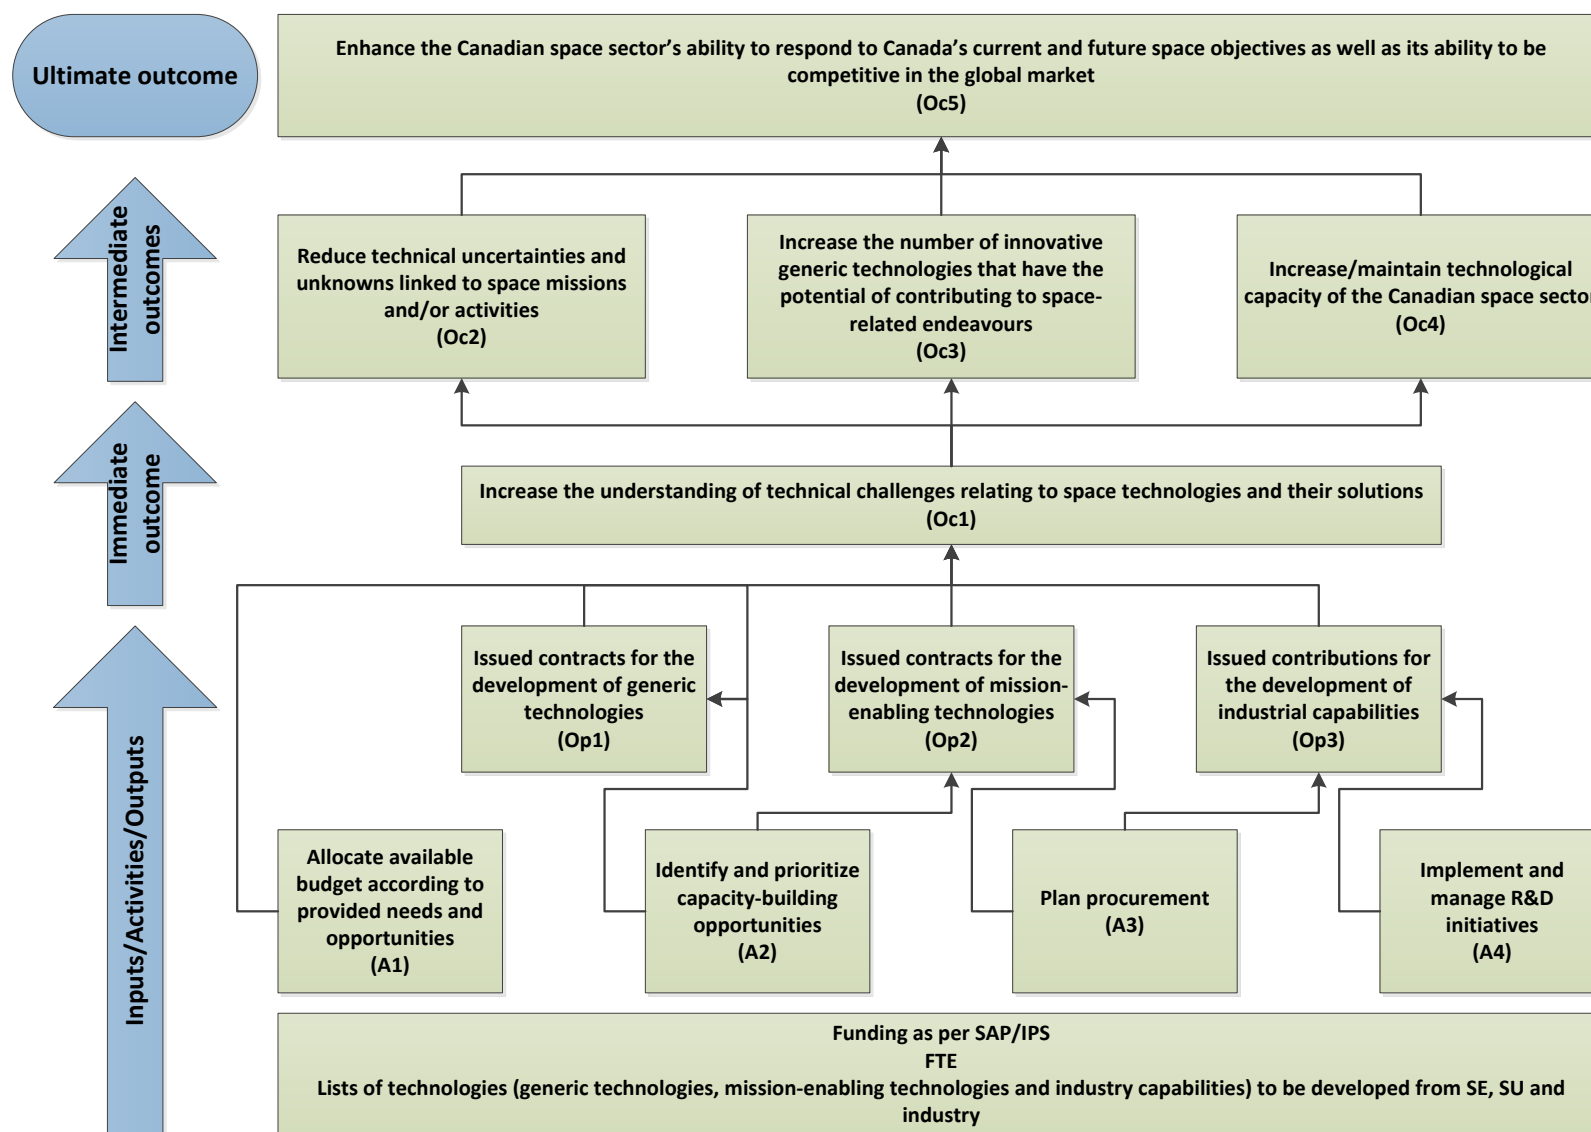 Ultimate outcome
Enhance the Canadian space sector’s ability to respond to Canada’s current and future space objectives as well as its ability to be
competitive in the global market
(Oc5)
Intermediate
outcomes
Reduce technical uncertainties and
unknowns linked to space missions
and/or activities
(Oc2)
Increase the number of innovative
generic technologies that have the
potential of contributing to space-
related endeavours
(Oc3)
Increase/maintain technological
capacity of the Canadian space sector
(Oc4)
Immediate
outcome
Increase the understanding of technical challenges relating to space technologies and their solutions
(Oc1)
Inputs/Activities/Outputs
Issued contracts for the
development of generic
technologies
(Op1)
Issued contracts for the
development of mission-
enabling technologies
(Op2)
Issued contributions for
the development of
industrial capabilities
(Op3)
Allocate available
budget according to
provided needs and
opportunities
(A1)
Identify and prioritize
capacity-building
opportunities
(A2)
Plan procurement
(A3)
Implement and
manage R&D
initiatives
(A4)
Funding as per SAP/IPS
FTE
Lists of technologies (generic technologies, mission-enabling technologies and industry capabilities) to be developed from SE, SU and
industry